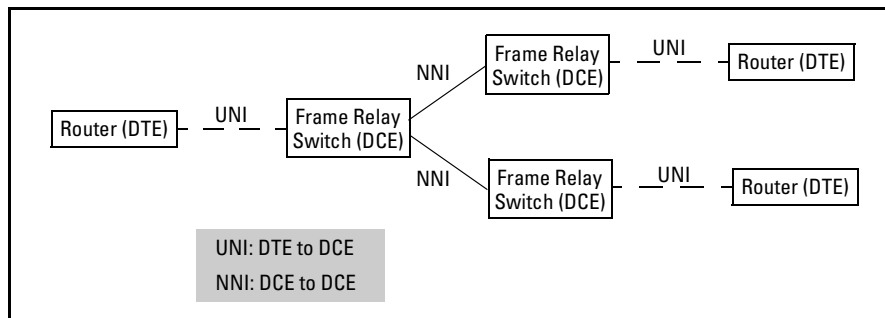 Router (DTE)
UNI
Frame Relay
Switch (DCE)
NNI
Frame Relay
Switch (DCE)
UNI
Router (DTE)
NNI
Frame Relay
Switch (DCE)
UNI
Router (DTE)
UNI: DTE to DCE
NNI: DCE to DCE